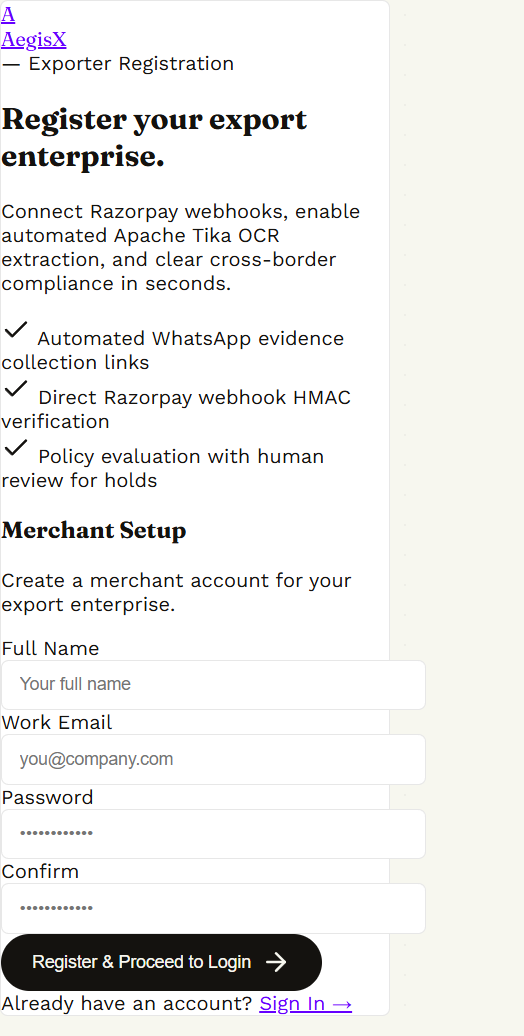 A
AegisX
— Exporter Registration
Register your export
enterprise.
Connect Razorpay webhooks, enable
automated Apache Tika OCR
extraction, and clear cross-border
compliance in seconds.
Automated WhatsApp evidence
collection links
Direct Razorpay webhook HMAC
verification
Policy evaluation with human
review for holds
Merchant Setup
Create a merchant account for your
export enterprise.
Full Name
Your full name
Work Email
you@company.com
Password
••••••••••••
Confirm
••••••••••••
Register & Proceed to Login →
Already have an account? Sign In →